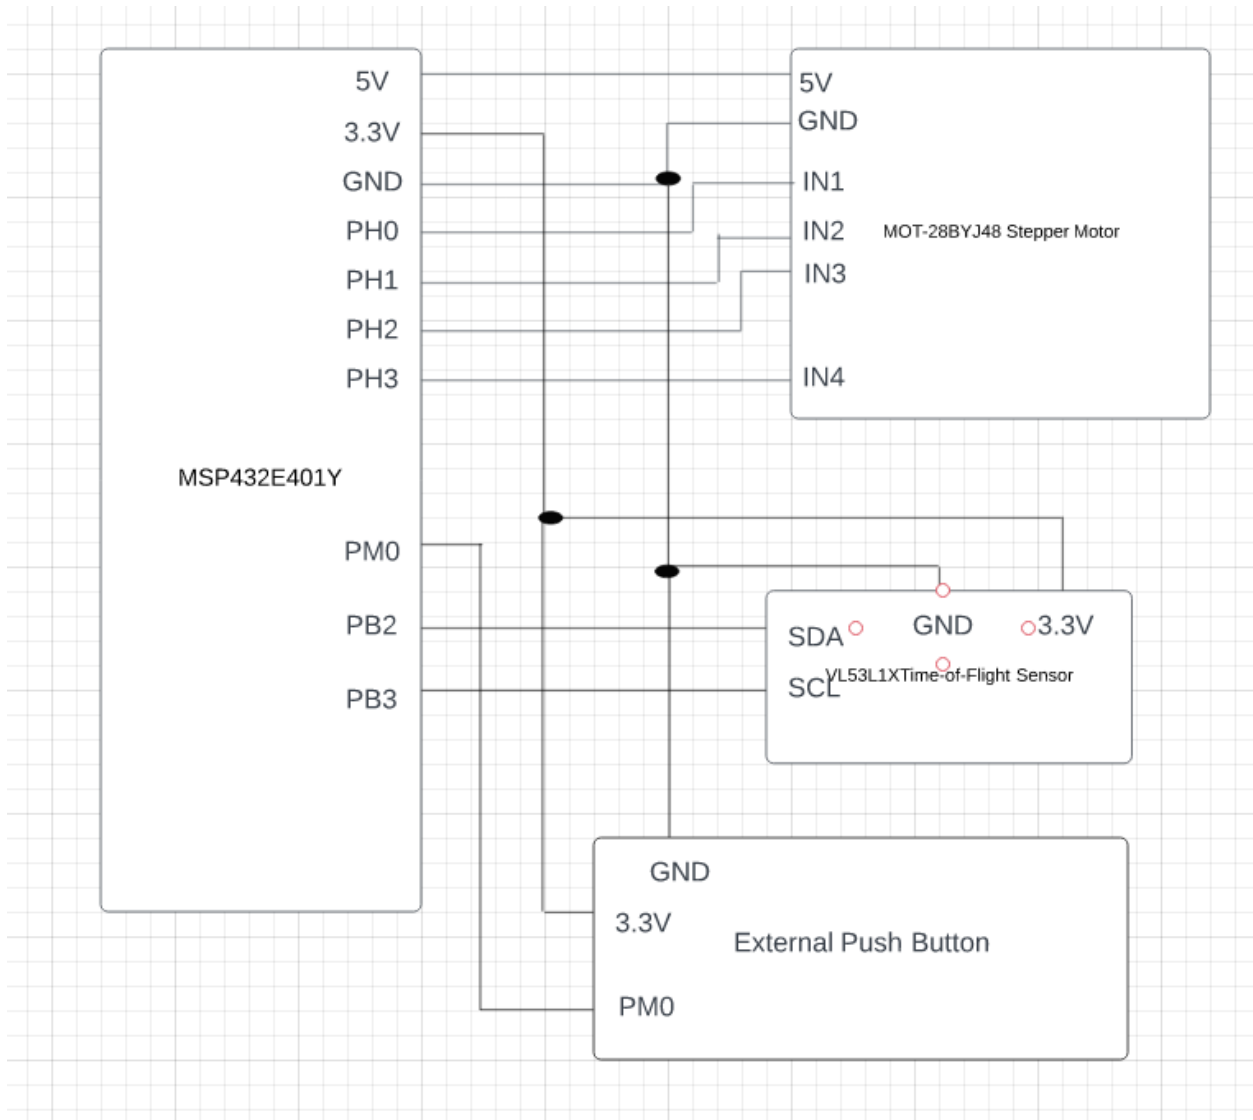 5V
3.3V
GND
PH0
PH1
PH2
PH3
MSP432E401Y
PM0
PB2
PB3
5V
GND
IN1
IN2
MOT-28BYJ48 Stepper Motor
IN3
IN4
SDA
GND
3.3V
VL53L1XTime-of-Flight Sensor
SCL
GND
3.3V
External Push Button
PM0